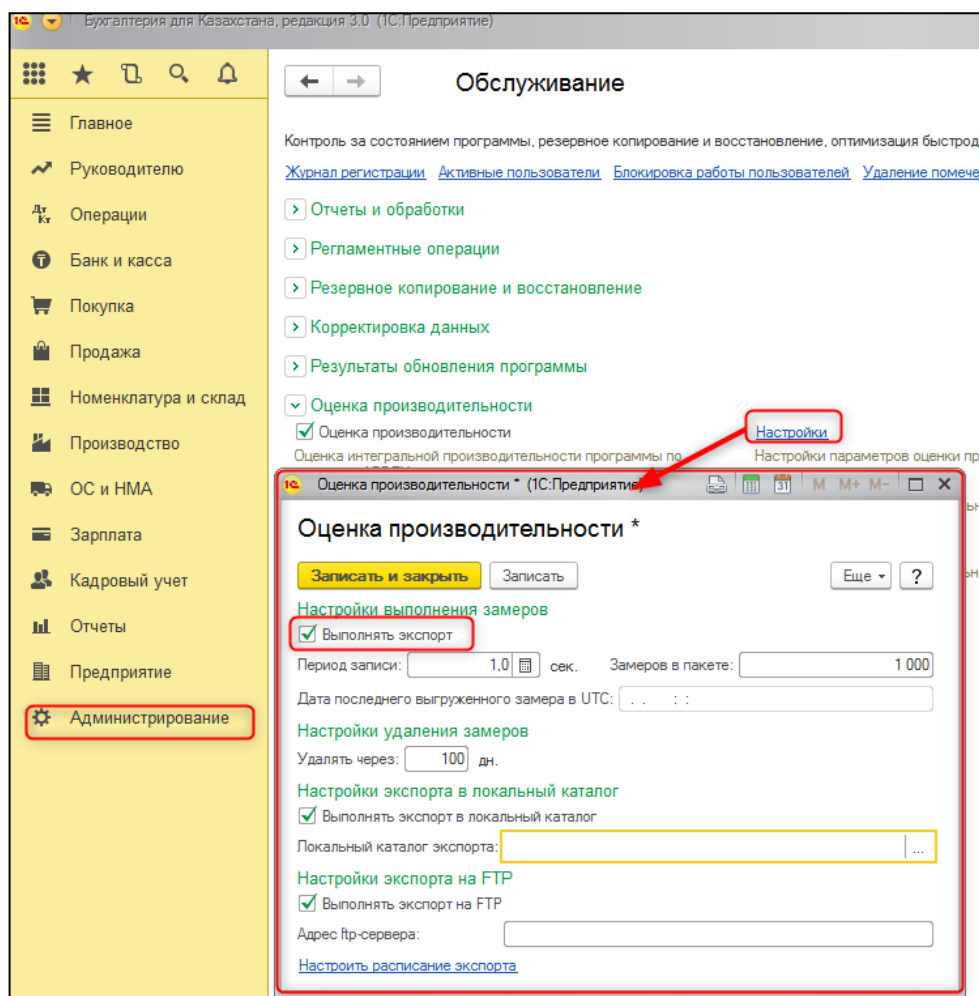 Бухгалтерия для Казахстана, редакция 3.0 (1С:Предприятие)
Обслуживание
Главное
Руководителю
Операции
Банк и касса
Покупка
Продажа
Номенклатура и склад
Производство
ОС и НМА
Зарплата
Кадровый учет
Отчеты
Предприятие
Администрирование
Контроль за состоянием программы, резервное копирование и восстановление, оптимизация быстрод
Журнал регистрации Активные пользователи Блокировка работы пользователей Удаление помече
Отчеты и обработки
Регламентные операции
Резервное копирование и восстановление
Корректировка данных
Результаты обновления программы
Оценка производительности
Оценка производительности Настройки
Оценка интегральной производительности программы по Настройки параметров оценки пр
Оценка производительности * (1С:Предприятие) 31 M M+ M-
Оценка производительности *
Записать и закрыть Записать Еще ?
Настройки выполнения замеров
Выполнять экспорт
Период записи: 1,0 сек. Замеров в пакете: 1 000
Дата последнего выгруженного замера в UTC: . . : :
Настройки удаления замеров
Удалять через: 100 дн.
Настройки экспорта в локальный каталог
Выполнять экспорт в локальный каталог
Локальный каталог экспорта: ...
Настройки экспорта на FTP
Выполнять экспорт на FTP
Адрес ftp-сервера:
Настроить расписание экспорта